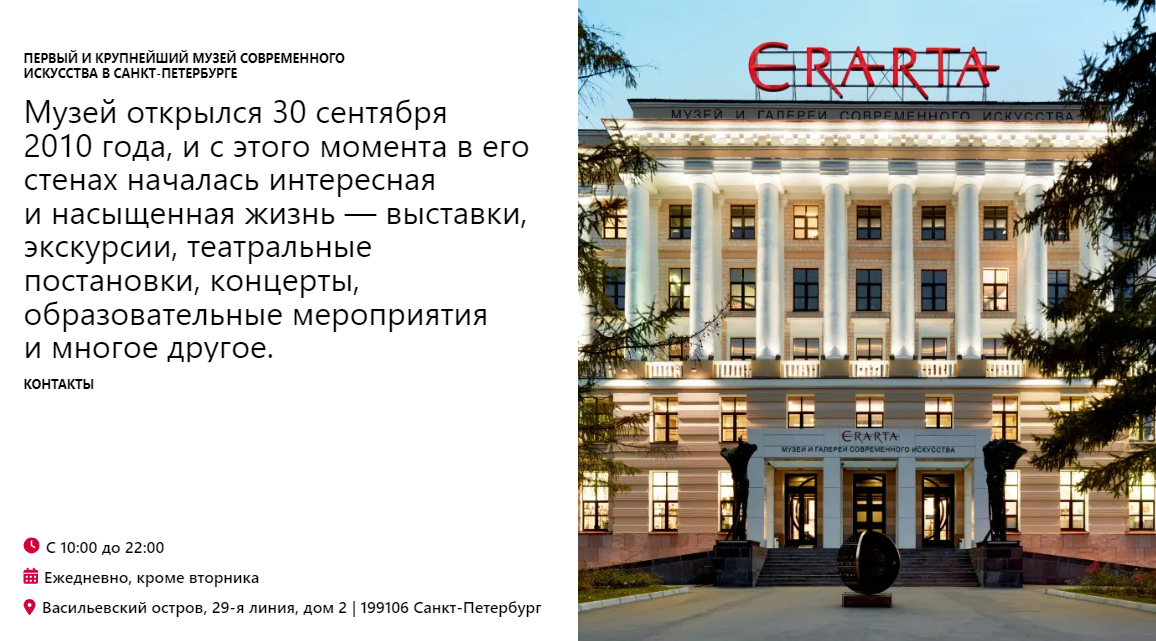 ПЕРВЫЙ И КРУПНЕЙШИЙ МУЗЕЙ СОВРЕМЕННОГО
ИСКУССТВА В САНКТ-ПЕТЕРБУРГЕ
Музей открылся 30 сентября
2010 года, и с этого момента в его
стенах началась интересная
и насыщенная жизнь — выставки,
экскурсии, театральные
постановки, концерты,
образовательные мероприятия
и многое другое.
КОНТАКТЫ
С 10:00 до 22:00
Ежедневно, кроме вторника
Васильевский остров, 29-я линия, дом 2 | 199106 Санкт-Петербург
ERARTA
МУЗЕЙ И ГАЛЕРЕИ СОВРЕМЕННОГО ИСКУССТВА
ERARTA
МУЗЕЙ И ГАЛЕРЕИ СОВРЕМЕННОГО ИСКУССТВА